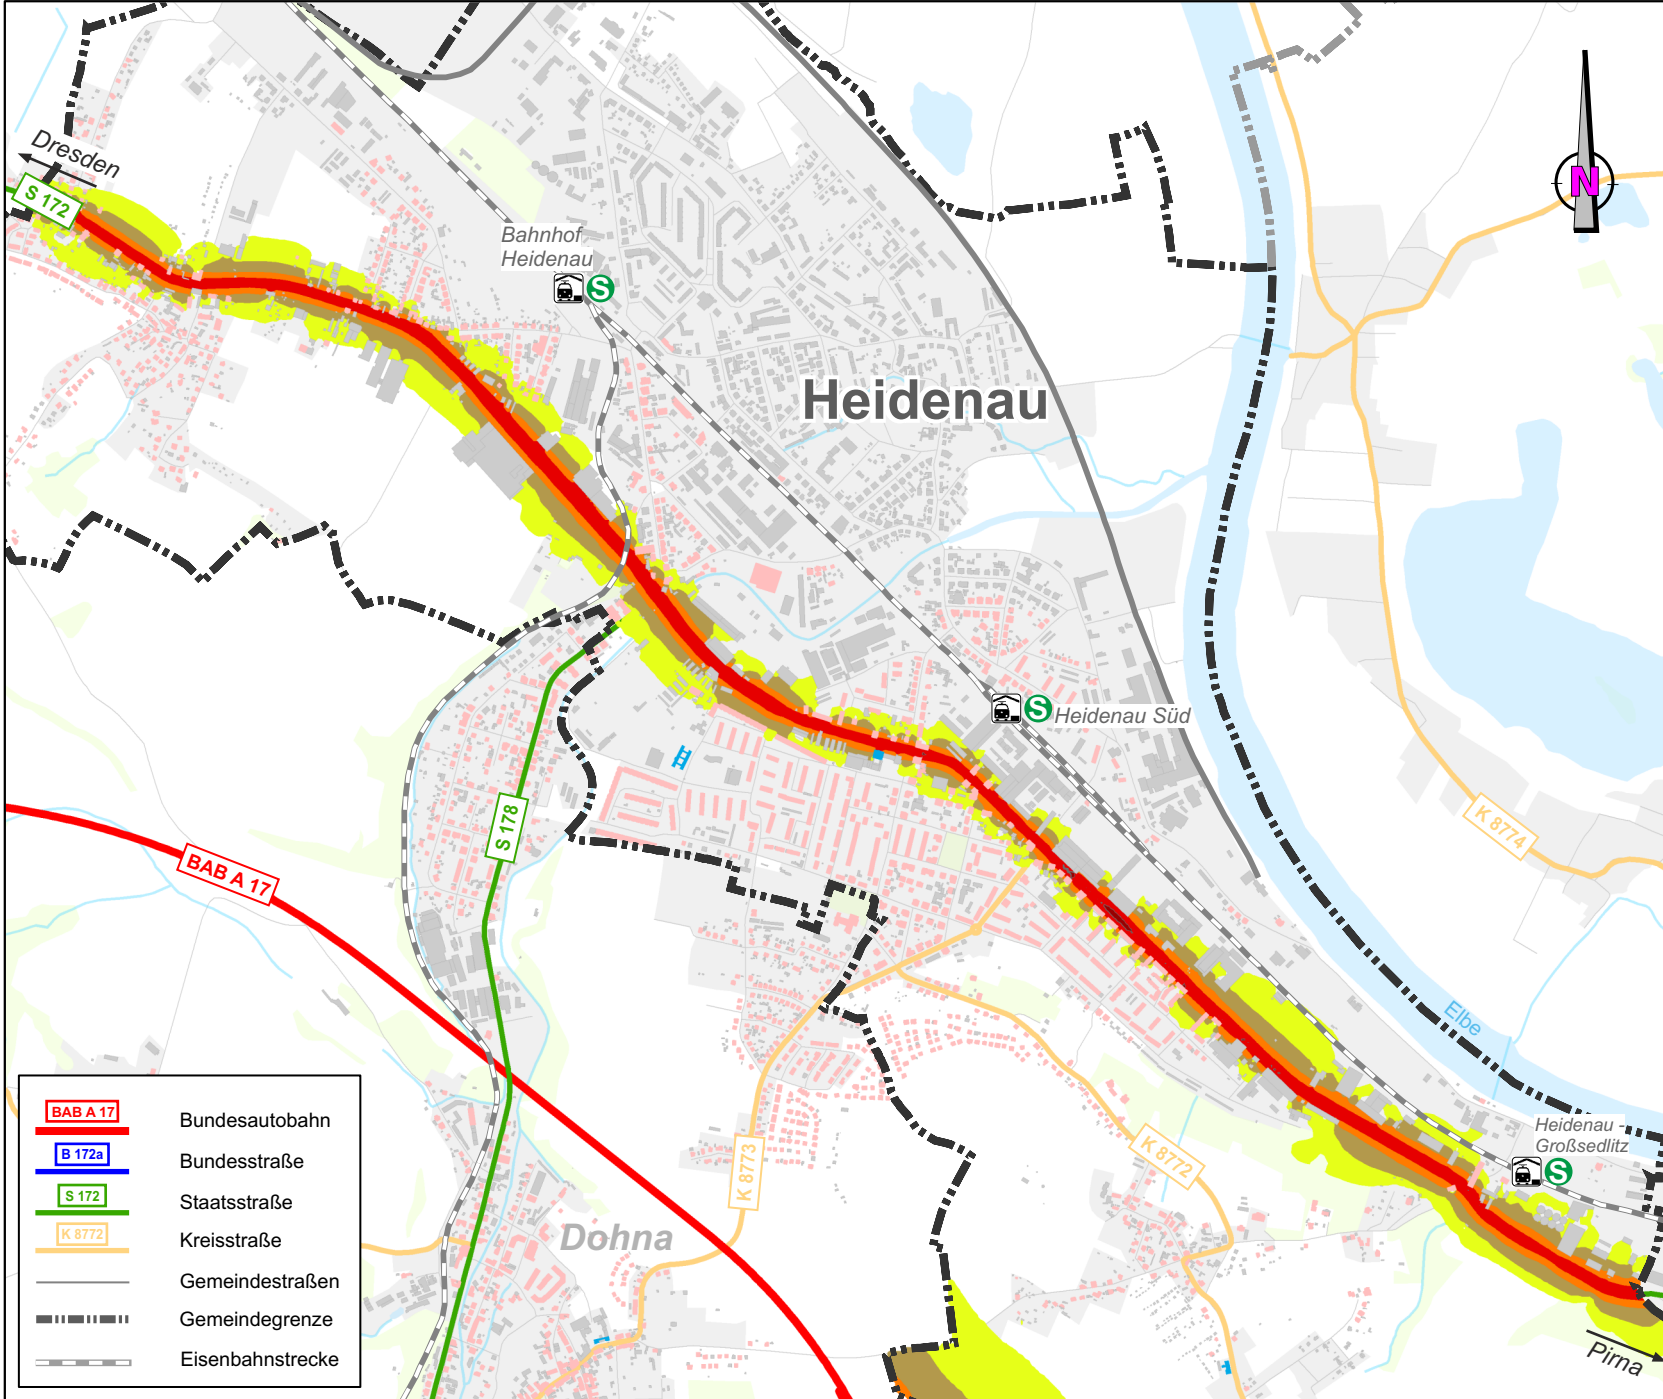 Dresden
S 172
N
Bahnhof
Heidenau
S
Heidenau
S
Heidenau Süd
K 8774
S 178
BAB A 17
Elbe
Heidenau -
Großsedlitz
S
K 8772
K 8773
Dohna
Pirna
BAB A 17
Bundesautobahn
B 172a
Bundesstraße
S 172
Staatsstraße
K 8772
Kreisstraße
Gemeindestraßen
Gemeindegrenze
Eisenbahnstrecke